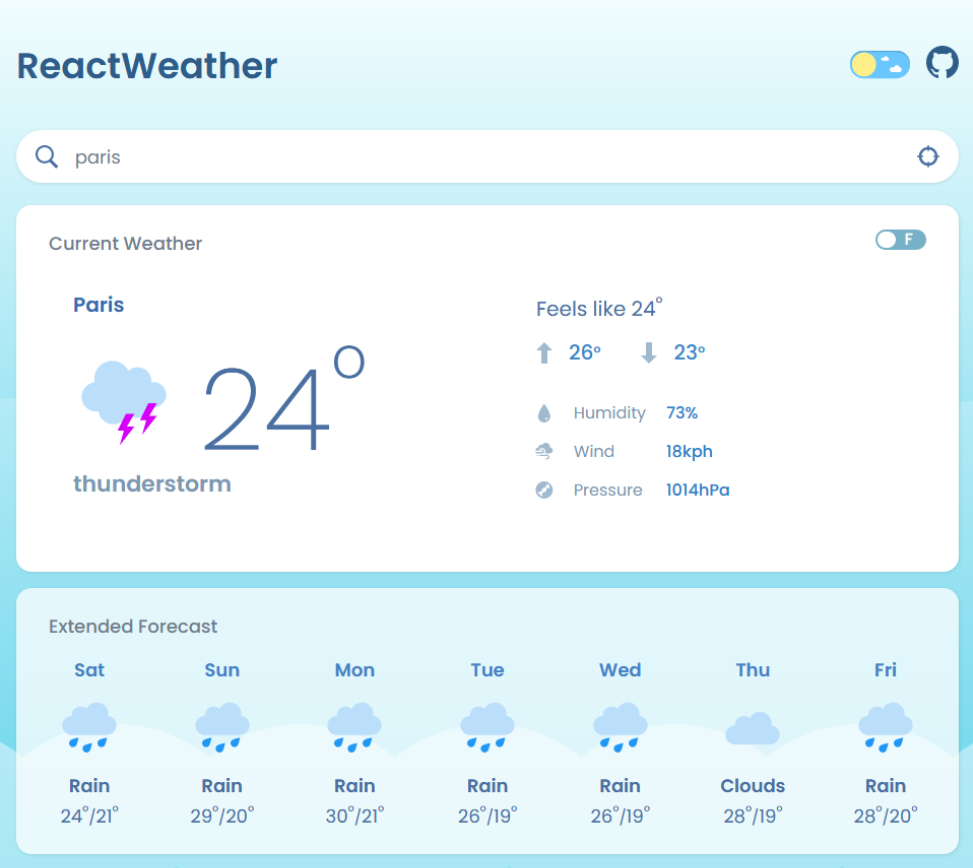 ReactWeather
paris
Current Weather
F
Paris
24°
thunderstorm
Feels like 24°
26° 23°
Humidity 73%
Wind 18kph
Pressure 1014hPa
Extended Forecast
Sat Sun Mon Tue Wed Thu Fri
Rain Rain Rain Rain Rain Clouds Rain
24°/21° 29°/20° 30°/21° 26°/19° 26°/19° 28°/19° 28°/20°